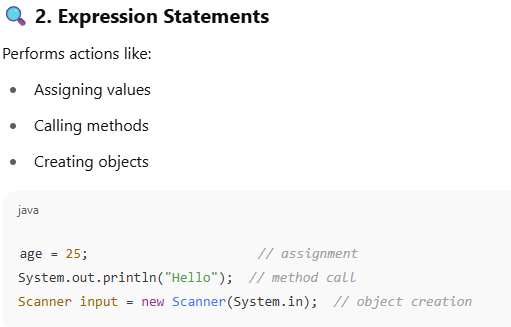 🔍 2. Expression Statements
Performs actions like:
• Assigning values
• Calling methods
• Creating objects
java
age = 25;                      // assignment
System.out.println("Hello");  // method call
Scanner input = new Scanner(System.in);  // object creation